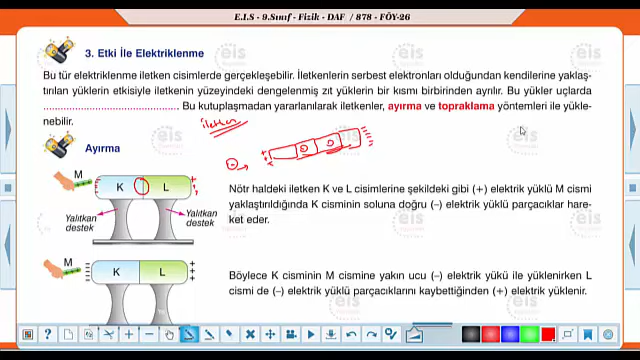 E.I.S - 9.Sınıf - Fizik - DAF / 878 - FÖY-26
3. Etki İle Elektriklenme
Bu tür elektriklenme iletken cisimlerde gerçekleşebilir. İletkenlerin serbest elektronları olduğundan kendilerine yaklaş-
tırılan yüklerin etkisiyle iletkenin yüzeyindeki dengelenmiş zıt yüklerin bir kısmı birbirinden ayrılır. Bu yükler uçlarda
........................................ Bu kutuplaşmadan yararlanılarak iletkenler, ayırma ve topraklama yöntemleri ile yükle-
nebilir.
iletken
Ayırma
M
K L
Yalıtkan destek
Yalıtkan destek
Nötr haldeki iletken K ve L cisimlerine şekildeki gibi (+) elektrik yüklü M cismi
yaklaştırıldığında K cisminin soluna doğru (–) elektrik yüklü parçacıklar hare-
ket eder.
M
K L
Böylece K cisminin M cismine yakın ucu (–) elektrik yükü ile yüklenirken L
cismi de (–) elektrik yüklü parçacıklarını kaybettiğinden (+) elektrik yüklenir.